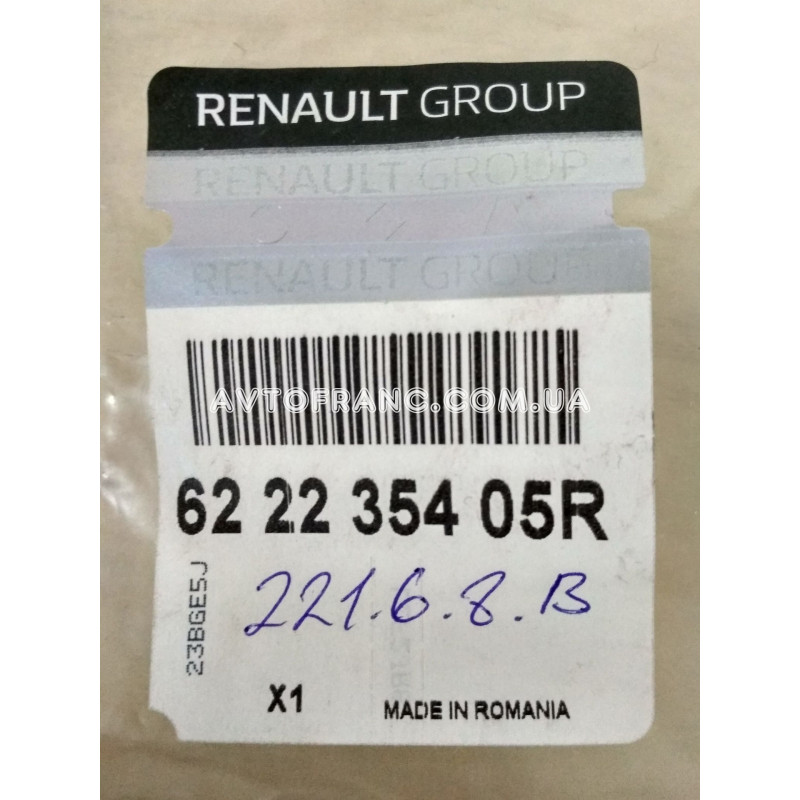 RENAULT GROUP
RENAULT GROUP
RENAULT GROUP
AVTOFRANC.COM.UA
62 22 354 05R
23BGE5J
221.6.8.B
X1
MADE IN ROMANIA